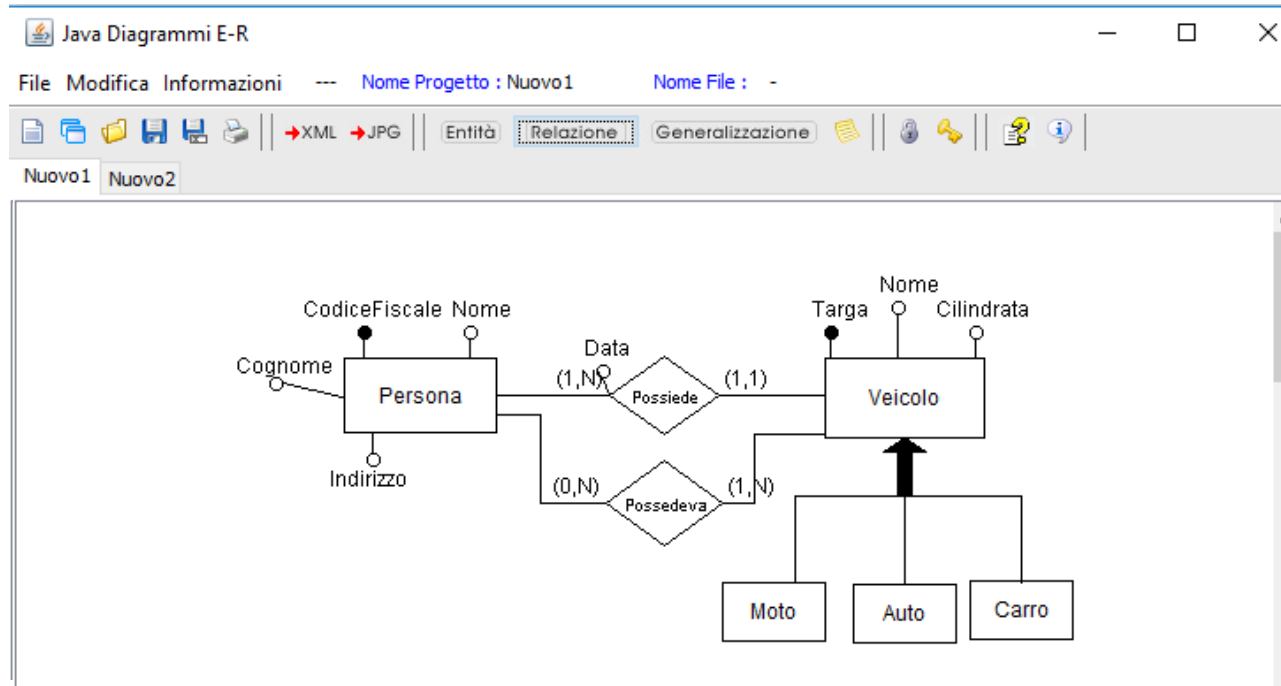 Java Diagrammi E-R
File Modifica Informazioni --- Nome Progetto : Nuovo1 Nome File : -
➔XML ➔JPG Entità Relazione Generalizzazione
Nuovo1 Nuovo2
Nome
CodiceFiscale Nome Targa Cilindrata
Data
Cognome
(1,N) (1,1)
Persona Possiede Veicolo
Indirizzo
(0,N) (1,N)
Possedeva
Moto Auto Carro